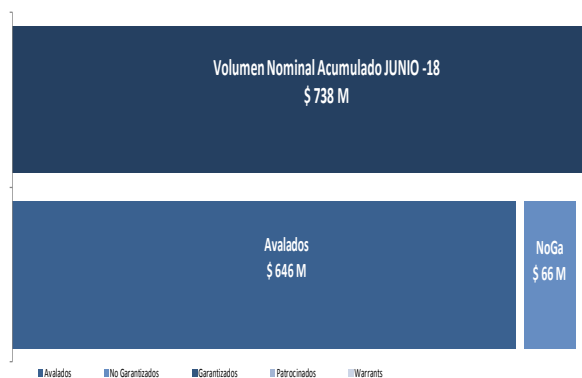 Volumen Nominal Acumulado JUNIO -18
$ 738 M
Avalados
$ 646 M
NoGa
$ 66 M
Avalados No Garantizados Garantizados Patrocinados Warrants